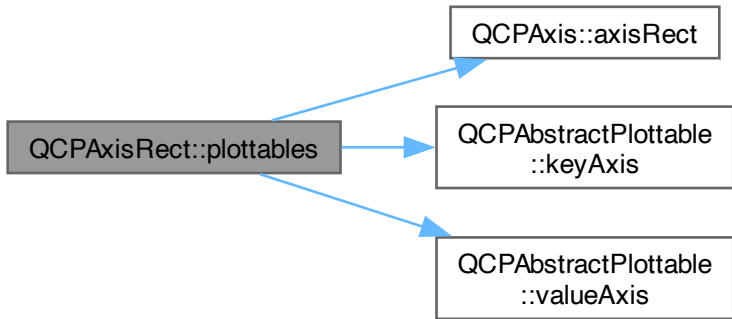 QCPAxis::axisRect
QCPAxisRect::plottables
QCPAbstractPlottable
::keyAxis
QCPAbstractPlottable
::valueAxis